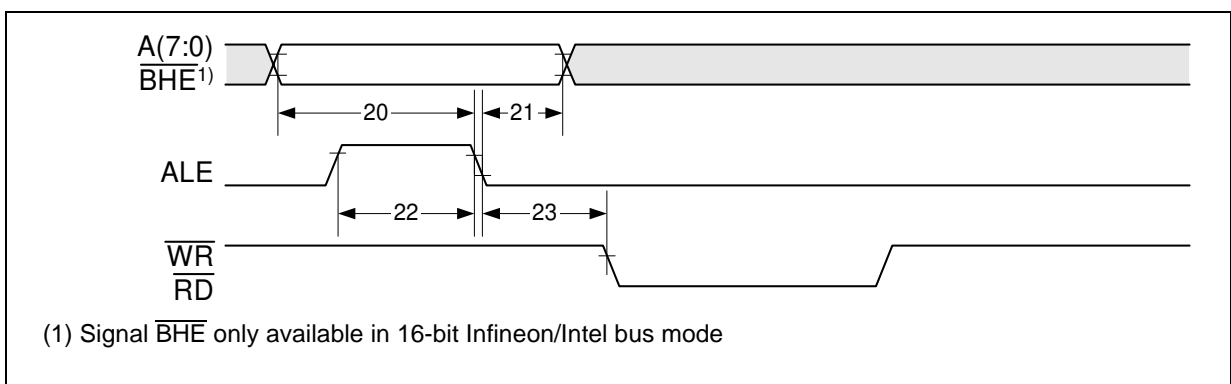 A(7:0)
BHE1)
20
21
ALE
22
23
WR
RD
(1) Signal BHE only available in 16-bit Infineon/Intel bus mode